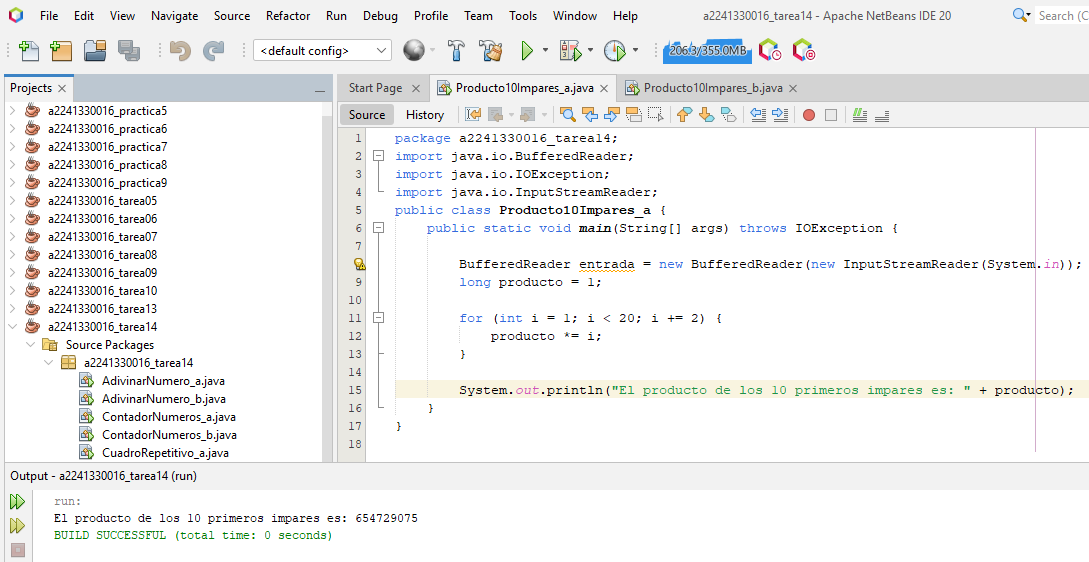 File Edit View Navigate Source Refactor Run Debug Profile Team Tools Window Help a2241330016_tarea14 - Apache NetBeans IDE 20 Search (C
<default config> 206.3/355.0MB
Projects Start Page Producto10Impares_a.java Producto10Impares_b.java
Source History
a2241330016_practica5
a2241330016_practica6
a2241330016_practica7
a2241330016_practica8
a2241330016_practica9
a2241330016_tarea05
a2241330016_tarea06
a2241330016_tarea07
a2241330016_tarea08
a2241330016_tarea09
a2241330016_tarea10
a2241330016_tarea13
a2241330016_tarea14
Source Packages
a2241330016_tarea14
AdivinarNumero_a.java
AdivinarNumero_b.java
ContadorNumeros_a.java
ContadorNumeros_b.java
CuadroRepetitivo_a.java
1 package a2241330016_tarea14;
2 import java.io.BufferedReader;
3 import java.io.IOException;
4 import java.io.InputStreamReader;
5 public class Producto10Impares_a {
6 public static void main(String[] args) throws IOException {
7
BufferedReader entrada = new BufferedReader(new InputStreamReader(System.in));
9 long producto = 1;
10
11 for (int i = 1; i < 20; i += 2) {
12 producto *= i;
13 }
14
15 System.out.println("El producto de los 10 primeros impares es: " + producto);
16 }
17 }
18
Output - a2241330016_tarea14 (run)
run:
El producto de los 10 primeros impares es: 654729075
BUILD SUCCESSFUL (total time: 0 seconds)